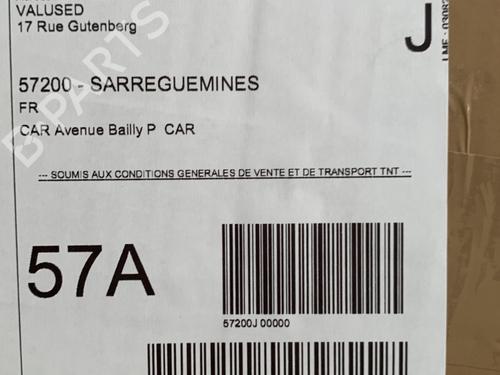 VALUSED
17 Rue Gutenberg
J
57200 - SARREGUEMINES
FR
CAR Avenue Bailly P CAR
--- SOUMIS AUX CONDITIONS GENERALES DE VENTE ET DE TRANSPORT TNT ---
57A
57200J 00000
B-PARTS